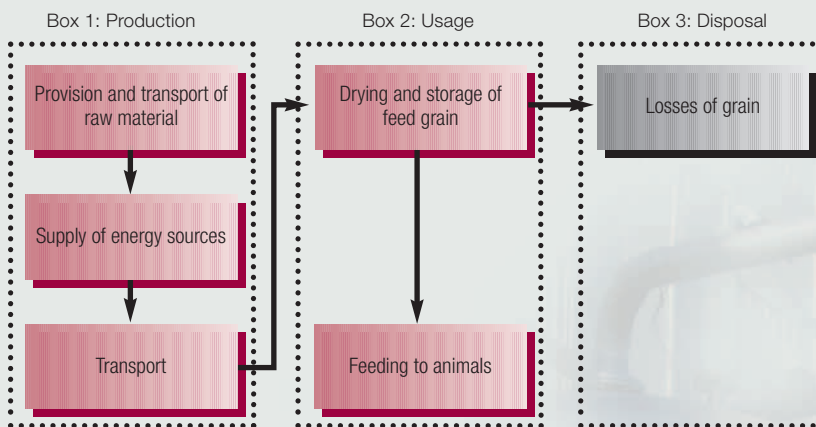 Box 1: Production
Provision and transport of
raw material
Supply of energy sources
Transport
Box 2: Usage
Drying and storage of
feed grain
Feeding to animals
Box 3: Disposal
Losses of grain